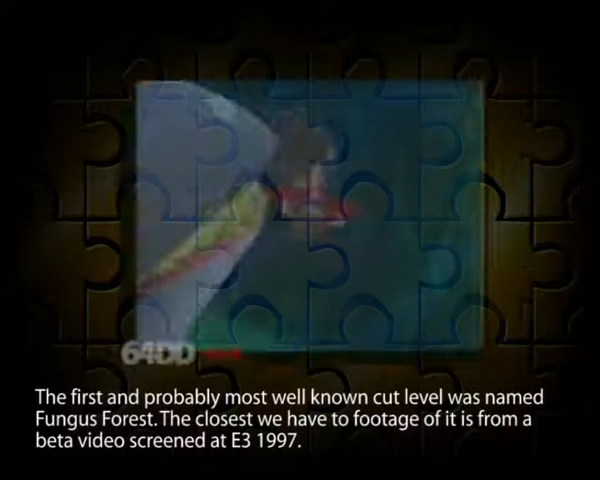 64DD
The first and probably most well known cut level was named
Fungus Forest. The closest we have to footage of it is from a
beta video screened at E3 1997.